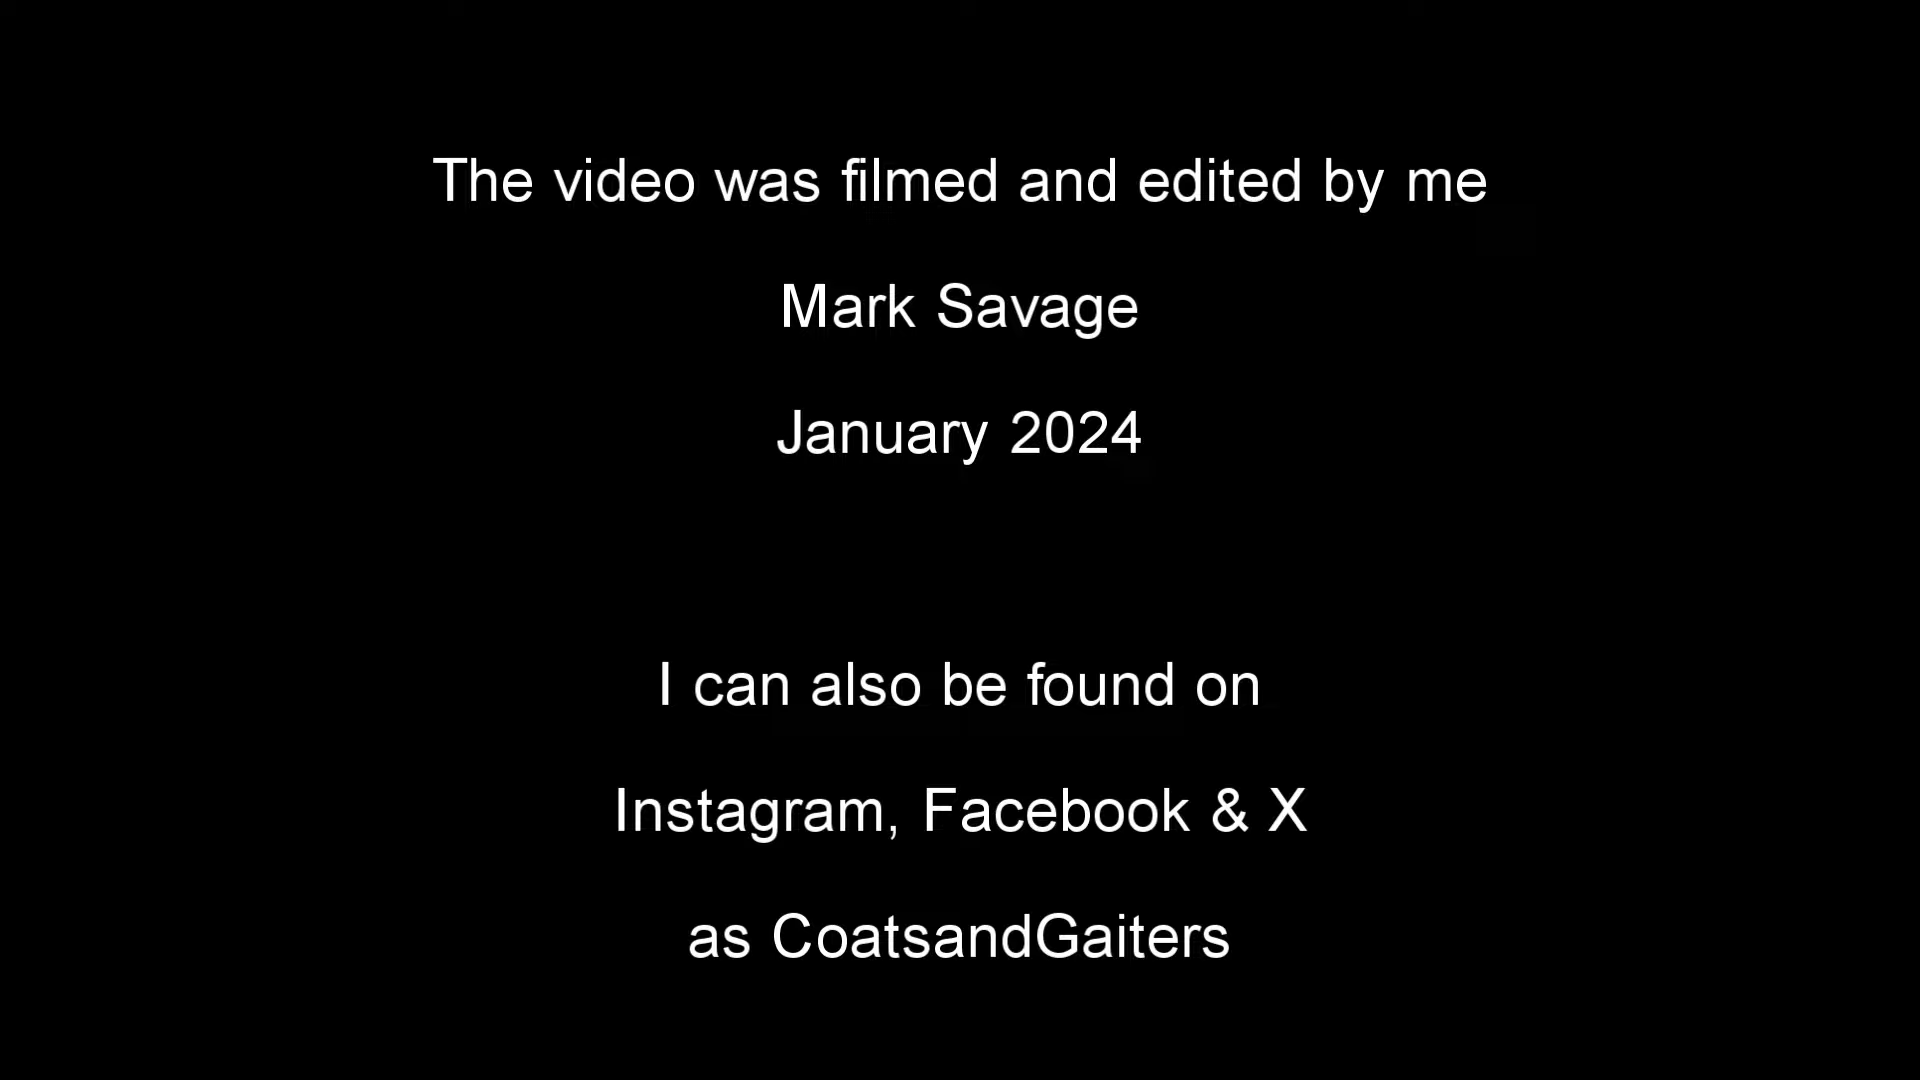 The video was filmed and edited by me
Mark Savage
January 2024
I can also be found on
Instagram, Facebook & X
as CoatsandGaiters